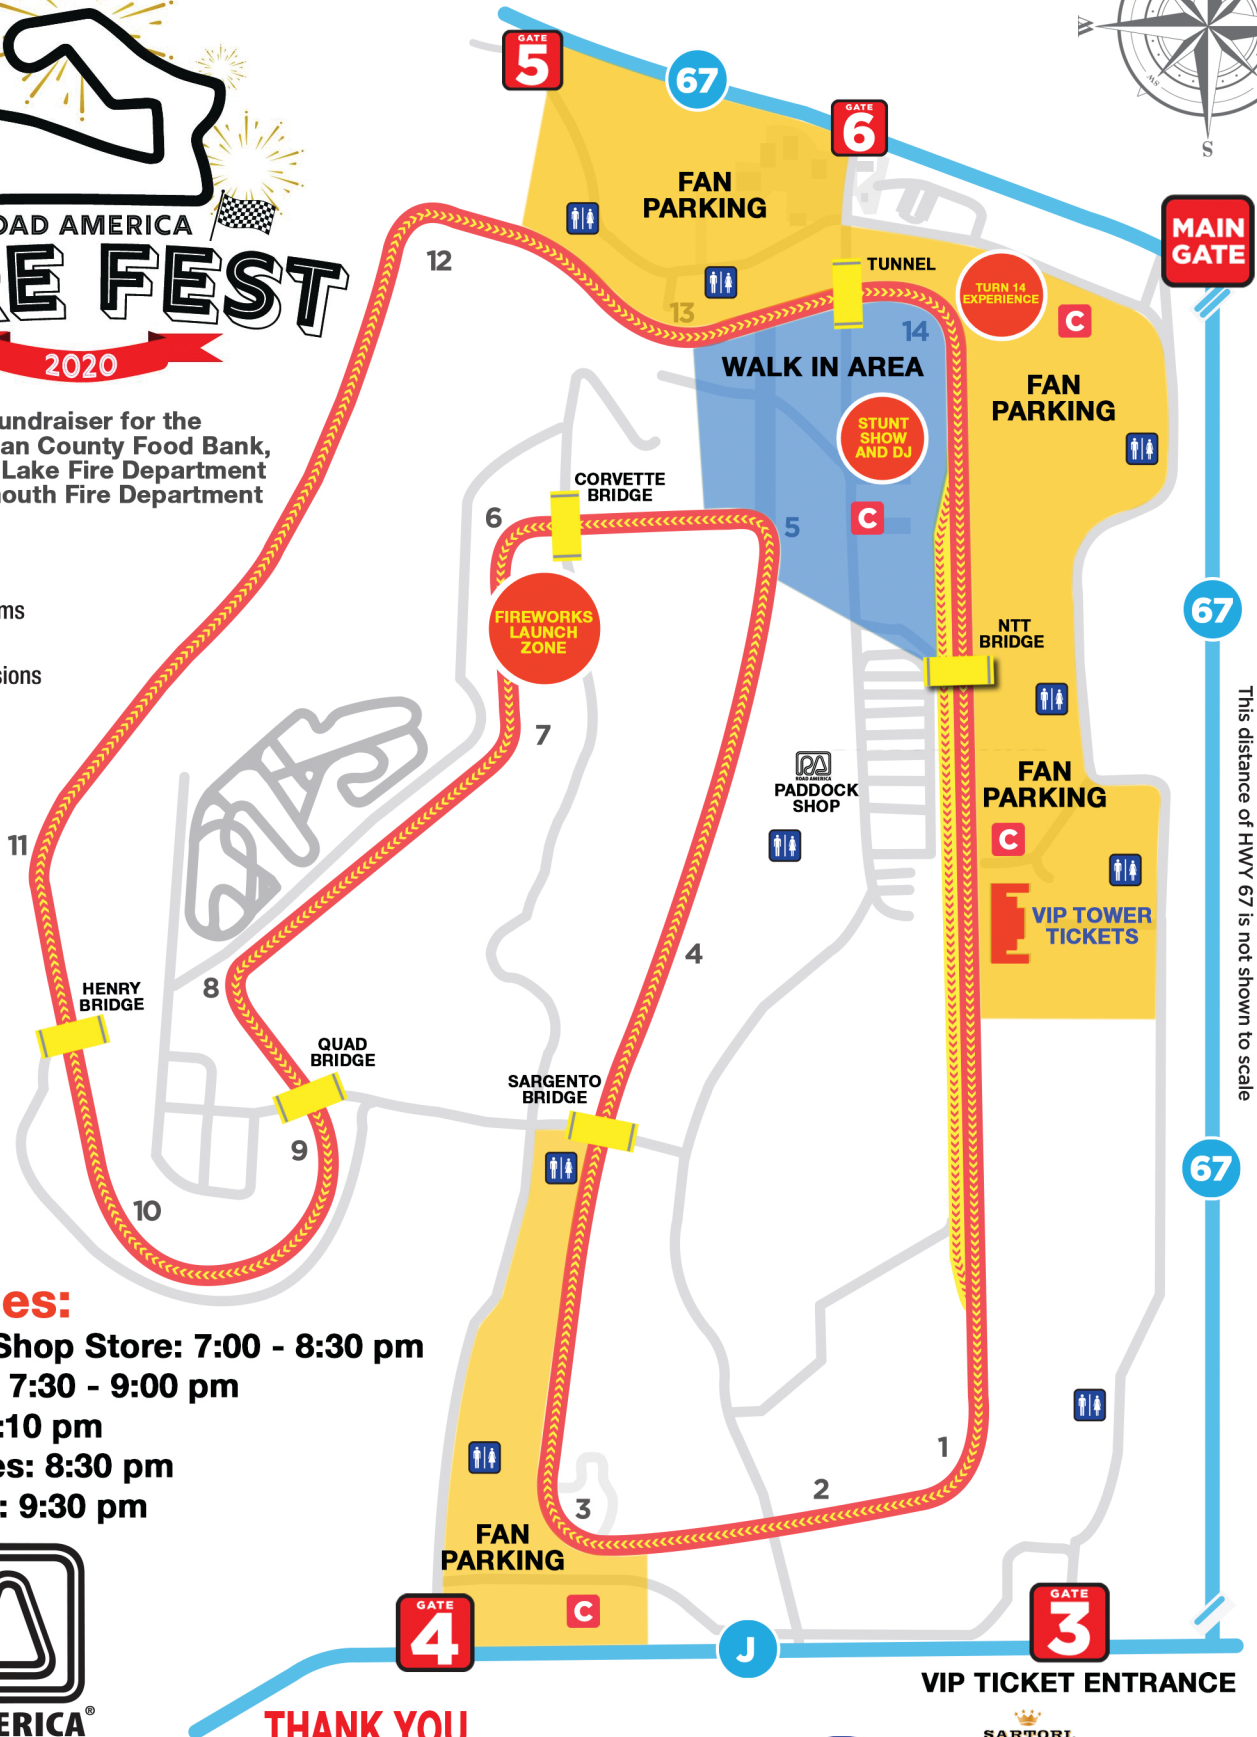 GATE
5
67
GATE
6
S
W
SW
MAIN
GATE
FAN
PARKING
ROAD AMERICA
FEST
2020
12
13
TUNNEL
TURN 14
EXPERIENCE
C
14
WALK IN AREA
FAN
PARKING
STUNT
SHOW
AND DJ
undraiser for the
an County Food Bank,
Lake Fire Department
outh Fire Department
CORVETTE
BRIDGE
6
5
C
ms
FIREWORKS
LAUNCH
ZONE
67
NTT
BRIDGE
sions
7
This distance of HWY 67 is not shown to scale
RA
ROAD AMERICA
PADDOCK
SHOP
FAN
PARKING
C
11
VIP TOWER
TICKETS
4
8
HENRY
BRIDGE
QUAD
BRIDGE
SARGENTO
BRIDGE
9
67
10
es:
Shop Store: 7:00 - 8:30 pm
7:30 - 9:00 pm
:10 pm
es: 8:30 pm
: 9:30 pm
1
2
3
FAN
PARKING
C
GATE
4
J
GATE
3
VIP TICKET ENTRANCE
ERICA®
THANK YOU
SARTORI